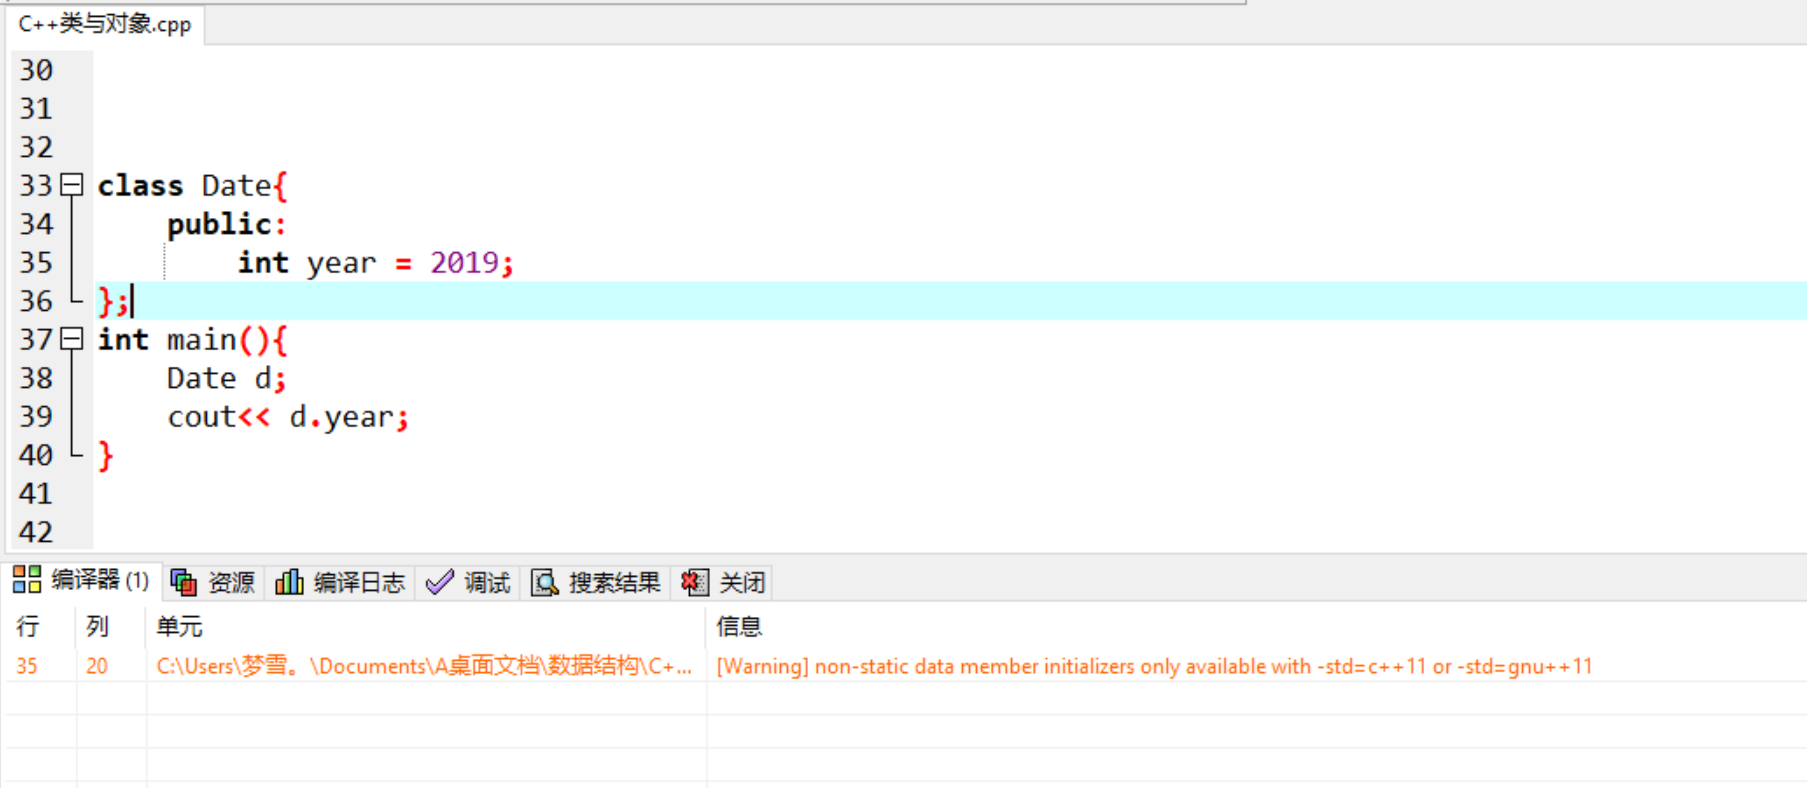 C++类与对象.cpp
30
31
32
33 class Date{
34     public:
35         int year = 2019;
36 };
37 int main(){
38     Date d;
39     cout<< d.year;
40 }
41
42
编译器 (1) 资源 编译日志 调试 搜索结果 关闭
行 列 单元 信息
35 20 C:\Users\梦雪。\Documents\A桌面文档\数据结构\C+... [Warning] non-static data member initializers only available with -std=c++11 or -std=gnu++11